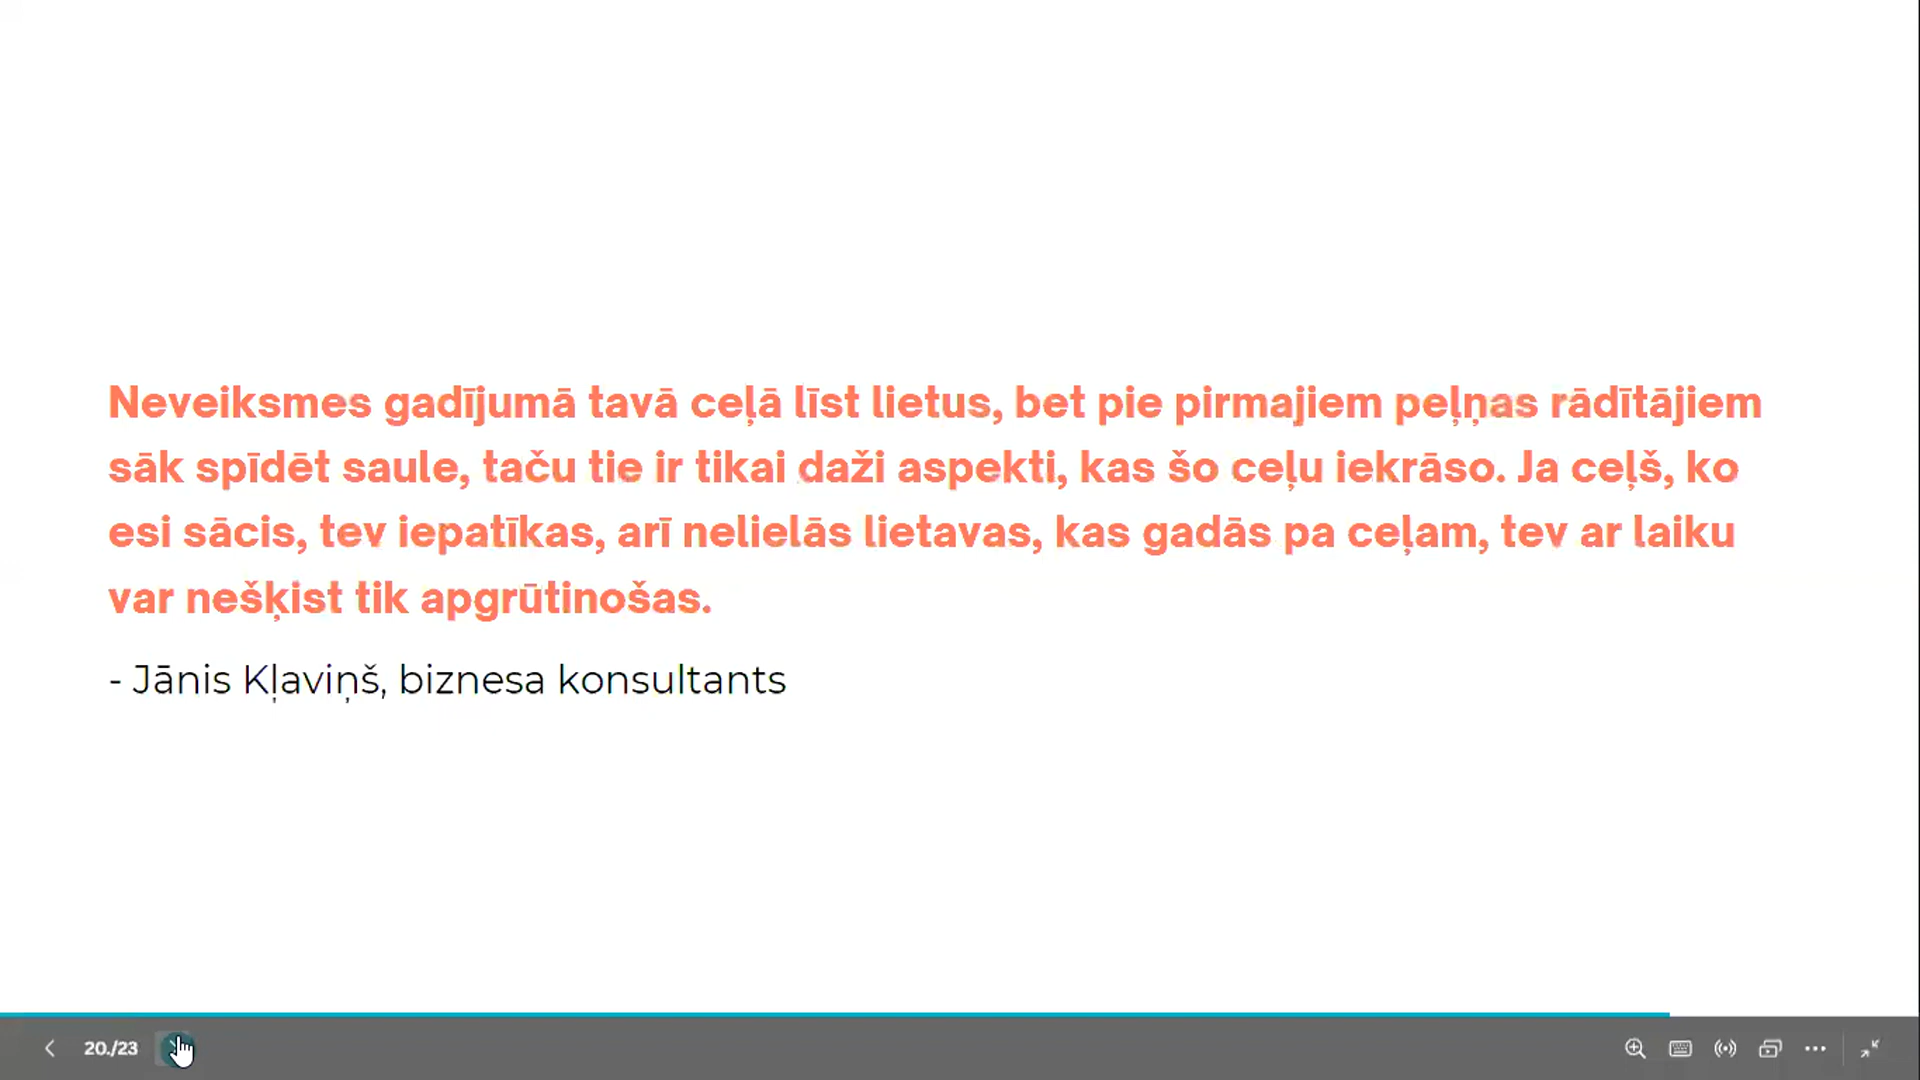 Neveiksmes gadījumā tavā ceļā līst lietus, bet pie pirmajiem peļņas rādītājiem
sāk spīdēt saule, taču tie ir tikai daži aspekti, kas šo ceļu iekrāso. Ja ceļš, ko
esi sācis, tev iepatīkas, arī nelielās lietavas, kas gadās pa ceļam, tev ar laiku
var nešķist tik apgrūtinošas.
- Jānis Kļaviņš, biznesa konsultants
20./23